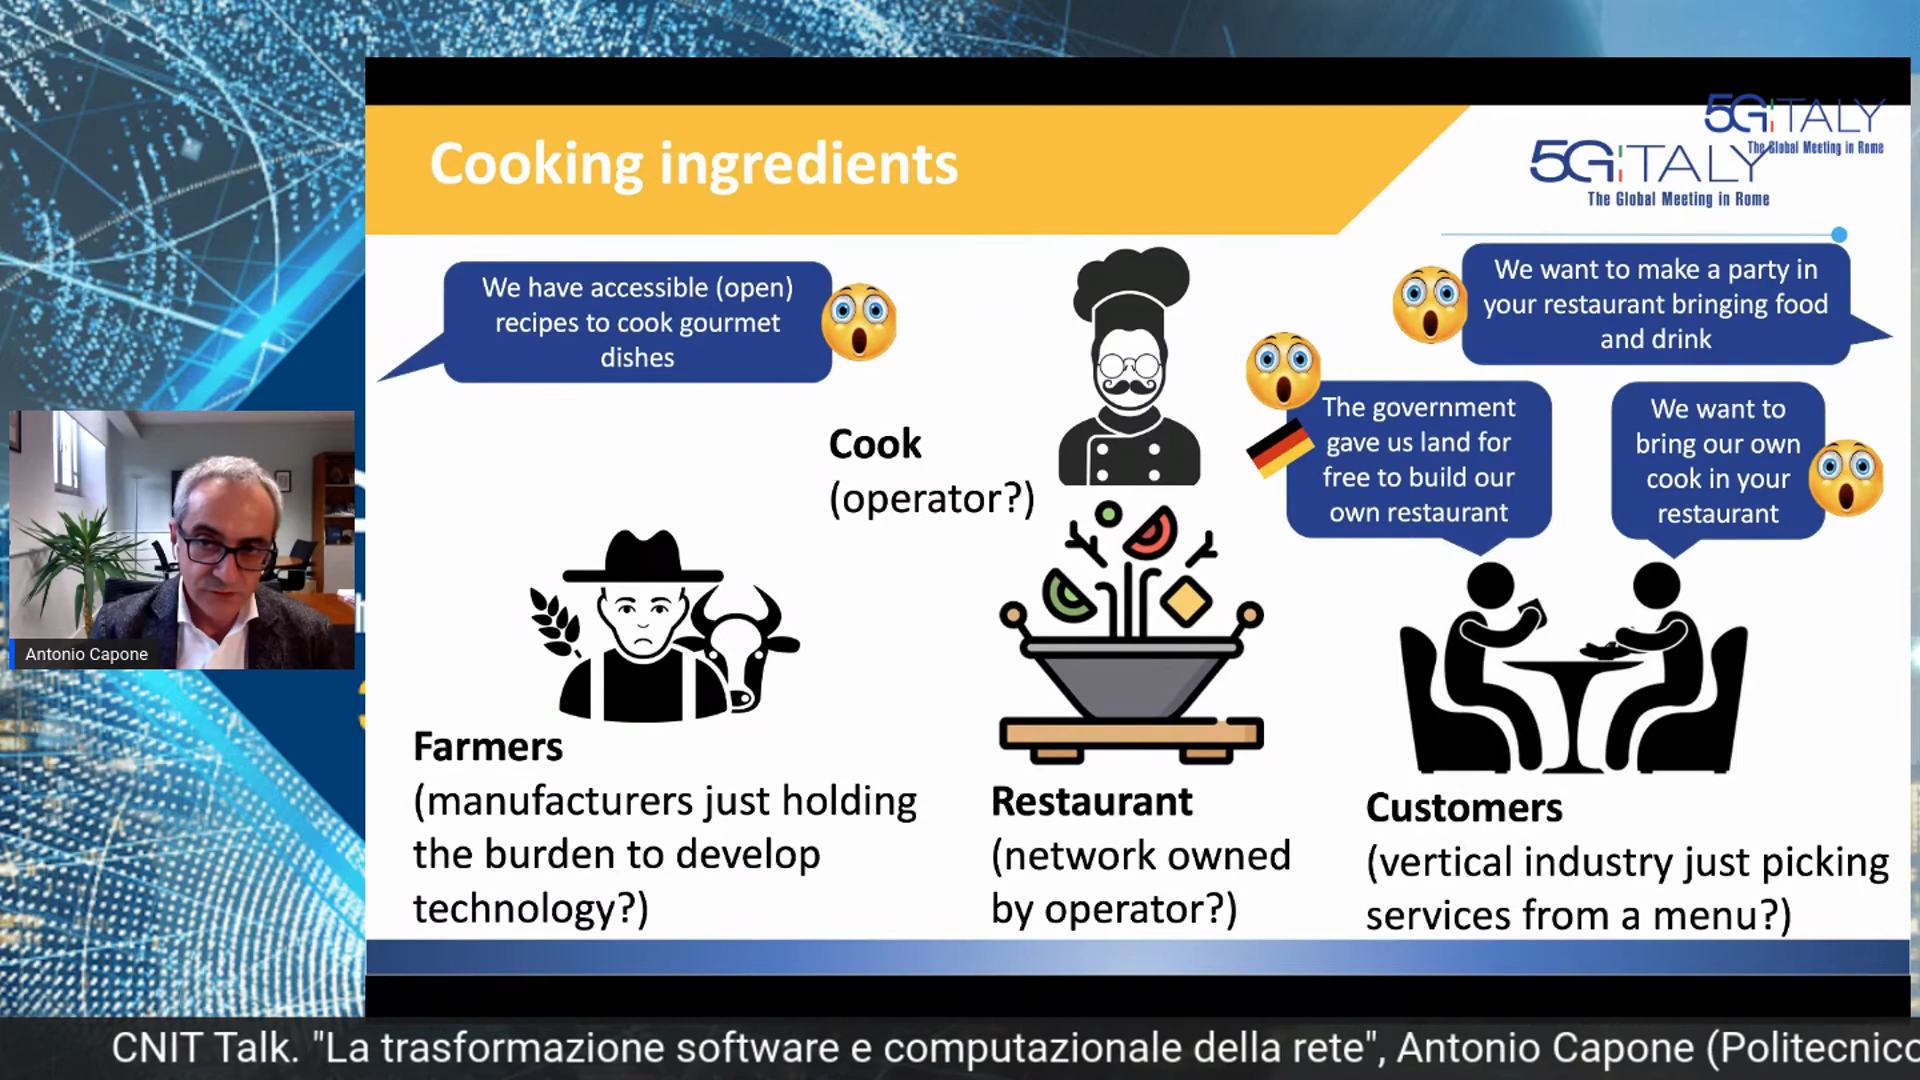 Cooking ingredients
5G:ITALY
The Global Meeting in Rome
5G:ITALY
The Global Meeting in Rome
We have accessible (open)
recipes to cook gourmet
dishes
We want to make a party in
your restaurant bringing food
and drink
The government
gave us land for
free to build our
own restaurant
We want to
bring our own
cook in your
restaurant
Cook
(operator?)
Antonio Capone
Farmers
(manufacturers just holding
the burden to develop
technology?)
Restaurant
(network owned
by operator?)
Customers
(vertical industry just picking
services from a menu?)
CNIT Talk. "La trasformazione software e computazionale della rete", Antonio Capone (Politecnico